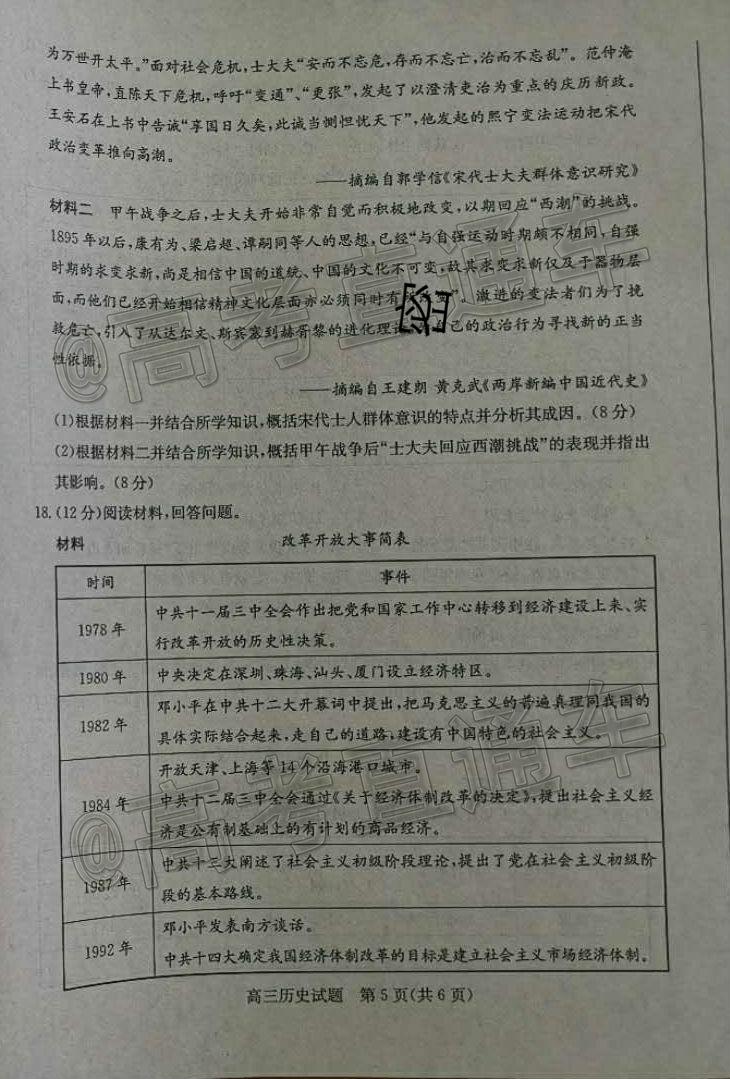 为万世开太平。”面对社会危机,士大夫“安而不忘危,存而不忘亡,治而不忘乱”。范仲淹
上书皇帝,直陈天下危机,呼吁“变通”、“更张”,发起了以澄清吏治为重点的庆历新政。
王安石在上书中告诫“享国日久矣,此诚当恻怛忧天下”,他发起的熙宁变法运动把宋代
政治变革推向高潮。
——摘编自郭学信《宋代士大夫群体意识研究》
材料二 甲午战争之后,士大夫开始非常自觉而积极地改变,以期回应“西潮”的挑战。
1895年以后,康有为、梁启超、谭嗣同等人的思想,已经“与自强运动时期颇不相同,自强
时期的求变求新,尚是相信中国的道统、中国的文化不可变,故其求变求新仅及于器物层
面,而他们已经开始相信精神文化层面亦必须同时有 ”。激进的变法者们为了挽
救危亡,引入了从达尔文、斯宾塞到赫胥黎的进化理 己的政治行为寻找新的正当
性依据。
——摘编自王建朗 黄克武《两岸新编中国近代史》
(1)根据材料一并结合所学知识,概括宋代士人群体意识的特点并分析其成因。(8分)
(2)根据材料二并结合所学知识,概括甲午战争后“士大夫回应西潮挑战”的表现并指出
其影响。(8分)
18.(12分)阅读材料,回答问题。
材料 改革开放大事简表
时间 事件
1978年 中共十一届三中全会作出把党和国家工作中心转移到经济建设上来、实
行改革开放的历史性决策。
1980年 中央决定在深圳、珠海、汕头、厦门设立经济特区。
1982年 邓小平在中共十二大开幕词中提出,把马克思主义的普遍真理同我国的
具体实际结合起来,走自己的道路,建设有中国特色的社会主义。
1984年 开放天津、上海等14个沿海港口城市。
中共十二届三中全会通过《关于经济体制改革的决定》,提出社会主义经
济是公有制基础上的有计划的商品经济。
1987年 中共十三大阐述了社会主义初级阶段理论,提出了党在社会主义初级阶
段的基本路线。
1992年 邓小平发表南方谈话。
中共十四大确定我国经济体制改革的目标是建立社会主义市场经济体制。
高三历史试题 第5页(共6页)
@高考直通车
@高考直通车